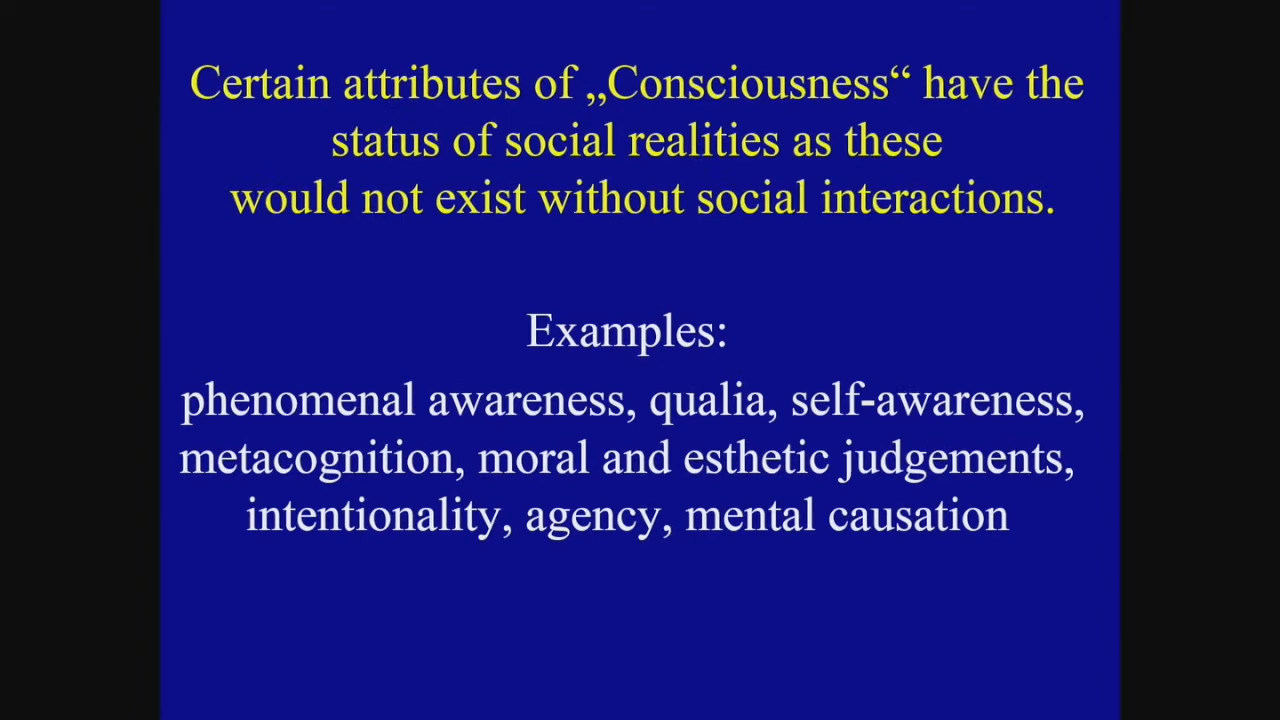 Certain attributes of „Consciousness“ have the
status of social realities as these
would not exist without social interactions.
Examples:
phenomenal awareness, qualia, self-awareness,
metacognition, moral and esthetic judgements,
intentionality, agency, mental causation